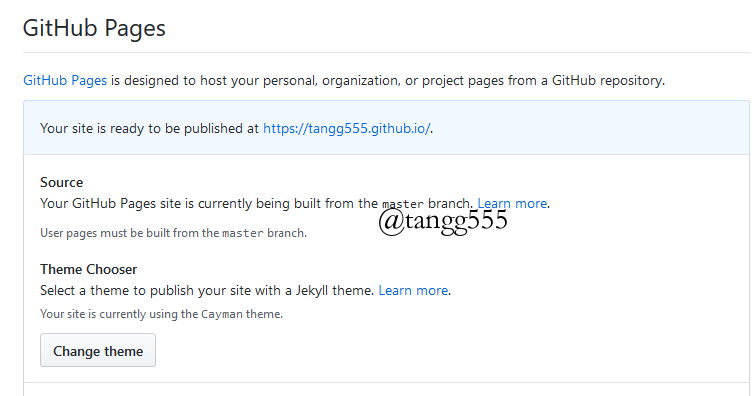 GitHub Pages
GitHub Pages is designed to host your personal, organization, or project pages from a GitHub repository.
Your site is ready to be published at https://tangg555.github.io/.
Source
Your GitHub Pages site is currently being built from the master branch. Learn more.
@tangg555
User pages must be built from the master branch.
Theme Chooser
Select a theme to publish your site with a Jekyll theme. Learn more.
Your site is currently using the Cayman theme.
Change theme